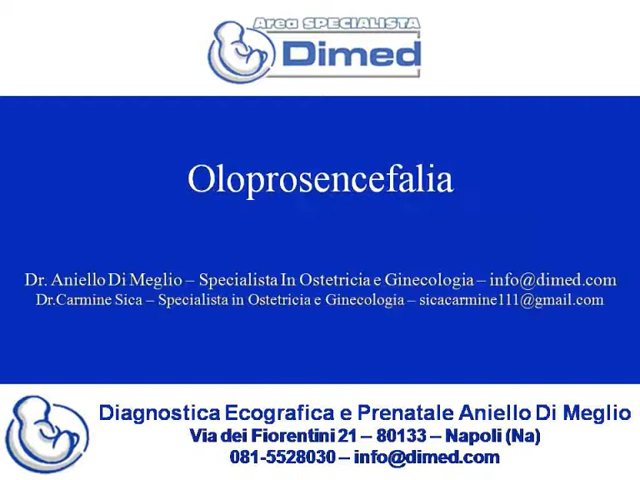 Area SPECIALISTA
Dimed
Oloprosencefalia
Dr. Aniello Di Meglio – Specialista In Ostetricia e Ginecologia – info@dimed.com
Dr.Carmine Sica – Specialista in Ostetricia e Ginecologia – sicacarmine111@gmail.com
Diagnostica Ecografica e Prenatale Aniello Di Meglio
Via dei Fiorentini 21 – 80133 – Napoli (Na)
081-5528030 – info@dimed.com